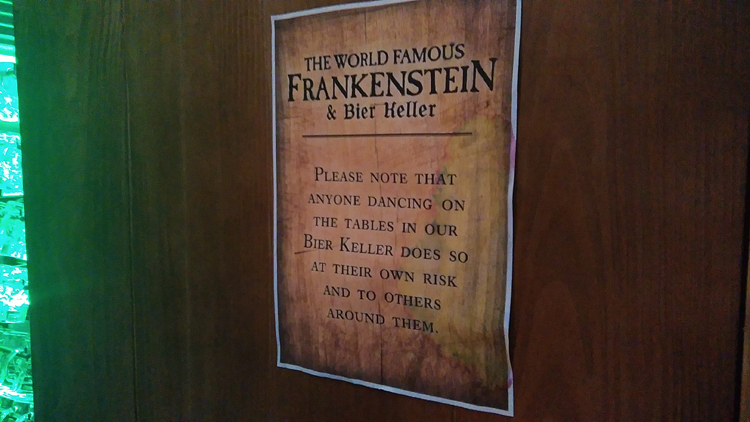 THE WORLD FAMOUS
FRANKENSTEIN
& Bier Keller
PLEASE NOTE THAT
ANYONE DANCING ON
THE TABLES IN OUR
BIER KELLER DOES SO
AT THEIR OWN RISK
AND TO OTHERS
AROUND THEM.